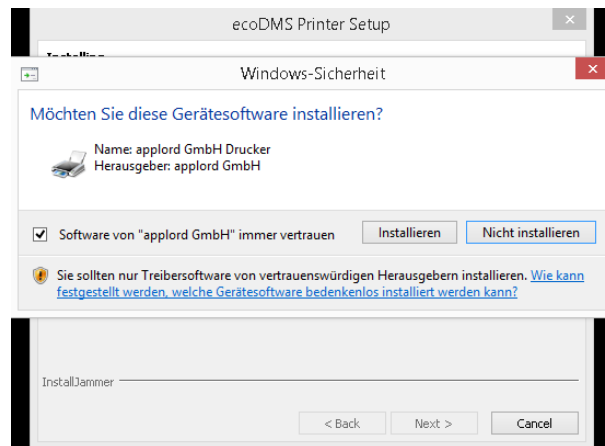 ecoDMS Printer Setup
Installing
Windows-Sicherheit
Möchten Sie diese Gerätesoftware installieren?
Name: applord GmbH Drucker
Herausgeber: applord GmbH
Software von "applord GmbH" immer vertrauen
Installieren
Nicht installieren
Sie sollten nur Treibersoftware von vertrauenswürdigen Herausgebern installieren. Wie kann
festgestellt werden, welche Gerätesoftware bedenkenlos installiert werden kann?
InstallJammer
< Back
Next >
Cancel